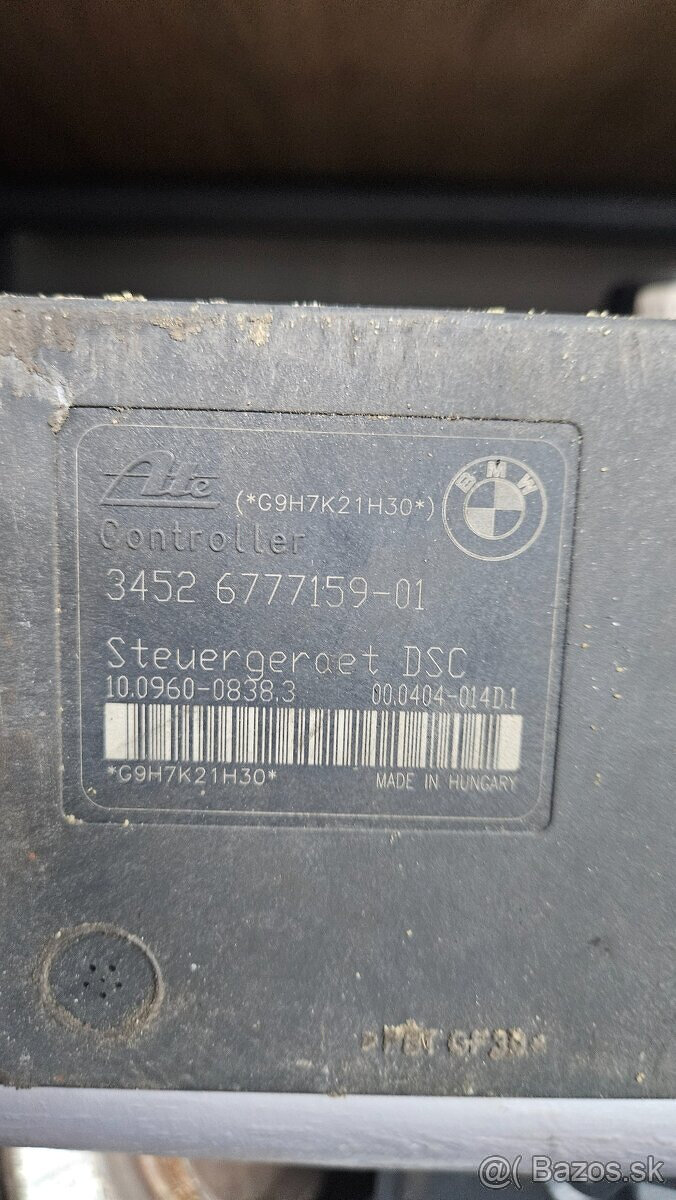 Ate
(*G9H7K21H30*)
BMW
Controller
3452 6777159-01
Steuergeraet DSC
10.0960-0838.3 00.0404-014D.1
*G9H7K21H30* MADE IN HUNGARY
@( Bazos.sk